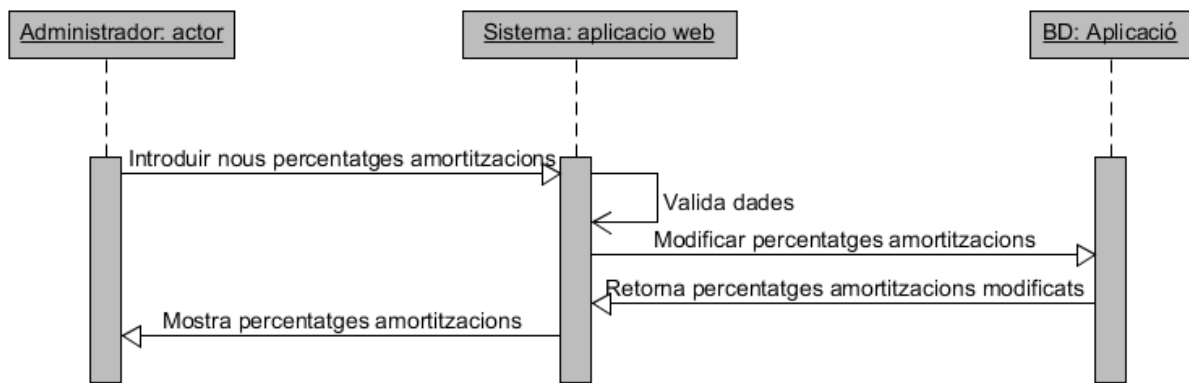 Administrador: actor
Sistema: aplicacio web
BD: Aplicació
Introduir nous percentatges amortitzacions
Valida dades
Modificar percentatges amortitzacions
Retorna percentatges amortitzacions modificats
Mostra percentatges amortitzacions